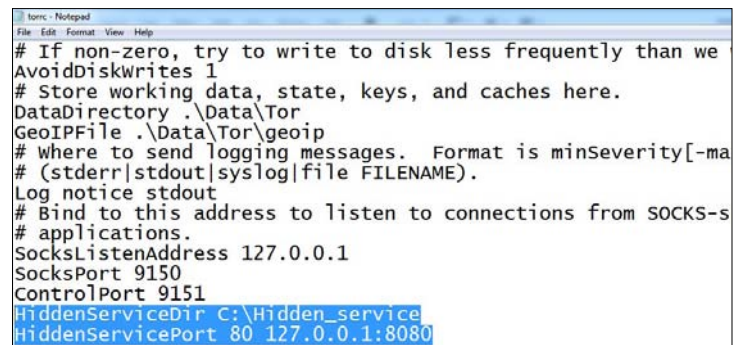 torrc - Notepad
File Edit Format View Help
# If non-zero, try to write to disk less frequently than we
AvoidDiskWrites 1
# Store working data, state, keys, and caches here.
DataDirectory .\Data\Tor
GeoIPFile .\Data\Tor\geoip
# Where to send logging messages.  Format is minSeverity[-ma
# (stderr|stdout|syslog|file FILENAME).
Log notice stdout
# Bind to this address to listen to connections from SOCKS-s
# applications.
SocksListenAddress 127.0.0.1
SocksPort 9150
ControlPort 9151
HiddenServiceDir C:\Hidden_service
HiddenServicePort 80 127.0.0.1:8080